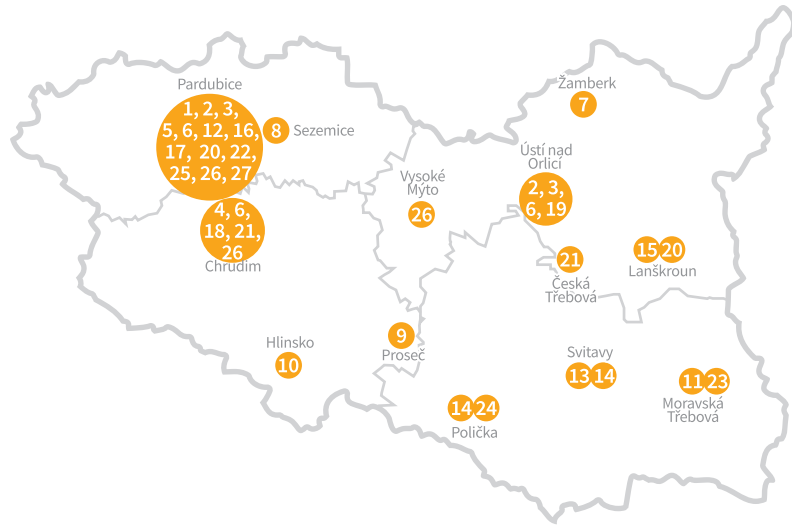 Pardubice
1, 2, 3,
5, 6, 12, 16,
17, 20, 22,
25, 26, 27
8 Sezemice
Žamberk
7
Ústí nad
Orlicí
2, 3,
6, 19
Vysoké
Mýto
26
4, 6,
18, 21,
26
Chrudim
21
Česká
Třebová
15 20
Lanškroun
9
Proseč
Hlinsko
10
Svitavy
13 14
11 23
Moravská
Třebová
14 24
Polička